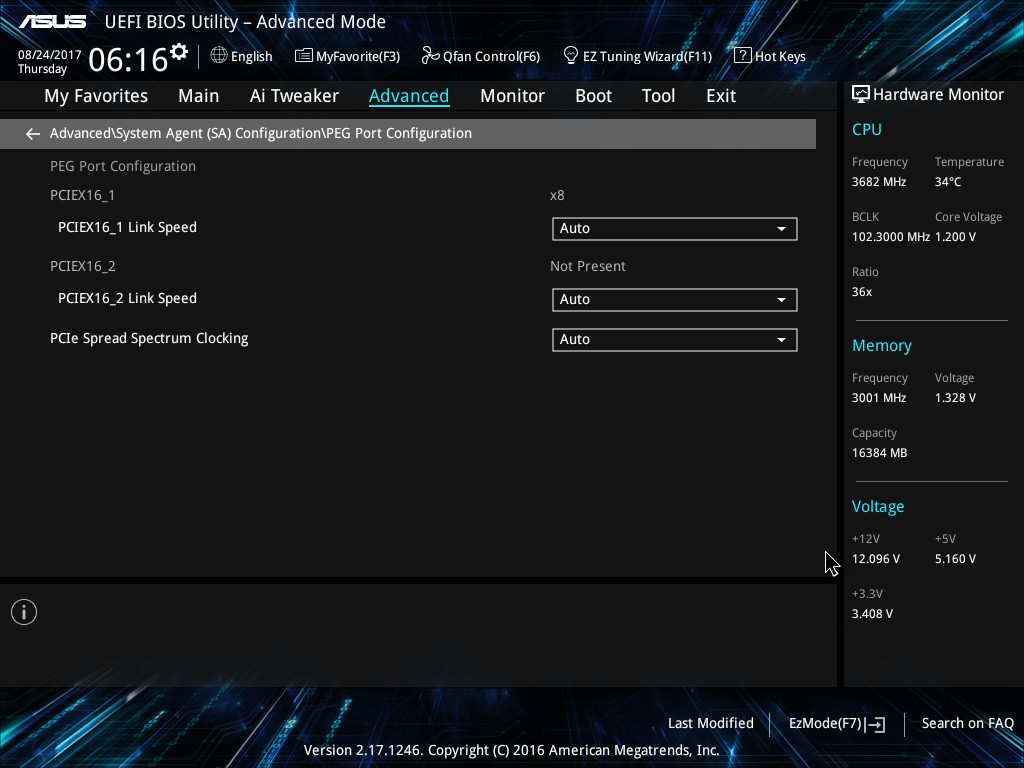 ASUS UEFI BIOS Utility – Advanced Mode
08/24/2017
Thursday
06:16
English
MyFavorite(F3)
Qfan Control(F6)
EZ Tuning Wizard(F11)
? Hot Keys
My Favorites
Main
Ai Tweaker
Advanced
Monitor
Boot
Tool
Exit
Advanced\System Agent (SA) Configuration\PEG Port Configuration
PEG Port Configuration
PCIEX16_1 x8
PCIEX16_1 Link Speed Auto
PCIEX16_2 Not Present
PCIEX16_2 Link Speed Auto
PCIe Spread Spectrum Clocking Auto
Hardware Monitor
CPU
Frequency Temperature
3682 MHz 34°C
BCLK Core Voltage
102.3000 MHz 1.200 V
Ratio
36x
Memory
Frequency Voltage
3001 MHz 1.328 V
Capacity
16384 MB
Voltage
+12V +5V
12.096 V 5.160 V
+3.3V
3.408 V
Last Modified
EzMode(F7)
Search on FAQ
Version 2.17.1246. Copyright (C) 2016 American Megatrends, Inc.